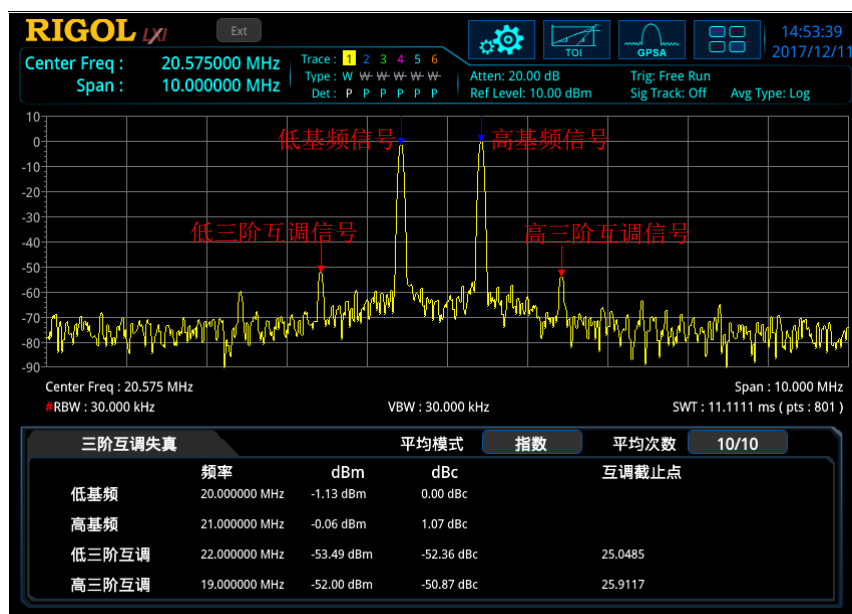 RIGOL LXI Ext 14:53:39
TOI GPSA 2017/12/11
Center Freq : 20.575000 MHz
Span : 10.000000 MHz
Trace : 1 2 3 4 5 6
Type : W W W W W W
Det : P P P P P P
Atten: 20.00 dB Trig: Free Run
Ref Level: 10.00 dBm Sig Track: Off Avg Type: Log
10
0
-10
-20
-30
-40
-50
-60
-70
-80
-90
低基频信号 高基频信号
低三阶互调信号 高三阶互调信号
Center Freq : 20.575 MHz Span : 10.000 MHz
#RBW : 30.000 kHz VBW : 30.000 kHz SWT : 11.1111 ms ( pts : 801 )
三阶互调失真 平均模式 指数 平均次数 10/10
频率 dBm dBc 互调截止点
低基频 20.000000 MHz -1.13 dBm 0.00 dBc
高基频 21.000000 MHz -0.06 dBm 1.07 dBc
低三阶互调 22.000000 MHz -53.49 dBm -52.36 dBc 25.0485
高三阶互调 19.000000 MHz -52.00 dBm -50.87 dBc 25.9117